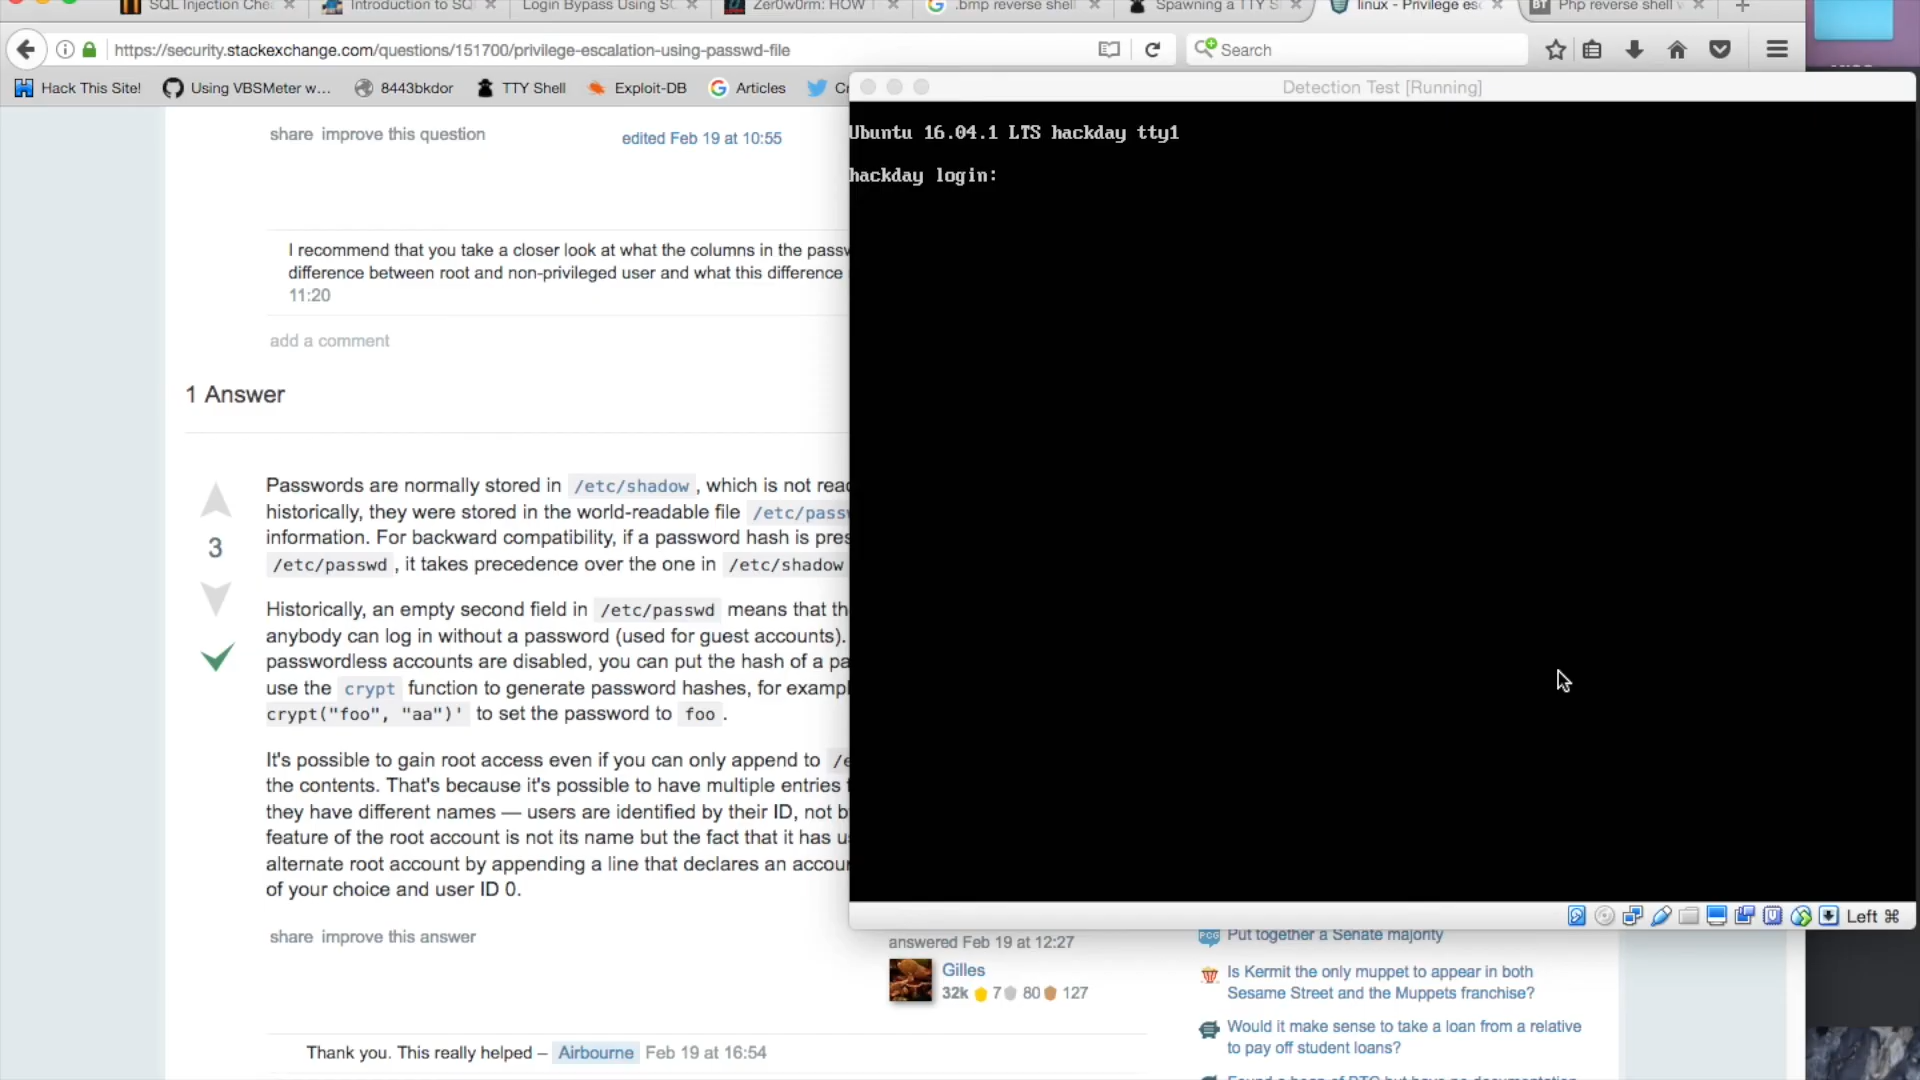 SQL Injection Che
Introduction to SQ
Login Bypass Using SQ
Zer0w0rm: HOW T
.bmp reverse shell
Spawning a TTY S
linux - Privilege esc
Php reverse shell
https://security.stackexchange.com/questions/151700/privilege-escalation-using-passwd-file
Search
Hack This Site!
Using VBSMeter w...
8443bkdor
TTY Shell
Exploit-DB
Articles
Detection Test [Running]
Ubuntu 16.04.1 LTS hackday tty1
hackday login:
share improve this question
edited Feb 19 at 10:55
I recommend that you take a closer look at what the columns in the passw
difference between root and non-privileged user and what this difference
11:20
add a comment
1 Answer
3
Passwords are normally stored in /etc/shadow , which is not read
historically, they were stored in the world-readable file /etc/passw
information. For backward compatibility, if a password hash is pres
/etc/passwd , it takes precedence over the one in /etc/shadow
Historically, an empty second field in /etc/passwd means that th
anybody can log in without a password (used for guest accounts).
passwordless accounts are disabled, you can put the hash of a pa
use the crypt function to generate password hashes, for exampl
crypt("foo", "aa")' to set the password to foo .
It's possible to gain root access even if you can only append to /e
the contents. That's because it's possible to have multiple entries
they have different names — users are identified by their ID, not b
feature of the root account is not its name but the fact that it has us
alternate root account by appending a line that declares an accoun
of your choice and user ID 0.
Left ⌘
share improve this answer
answered Feb 19 at 12:27
Gilles
32k 7 80 127
Thank you. This really helped – Airbourne Feb 19 at 16:54
PCG
Put together a Senate majority
Is Kermit the only muppet to appear in both
Sesame Street and the Muppets franchise?
Would it make sense to take a loan from a relative
to pay off student loans?